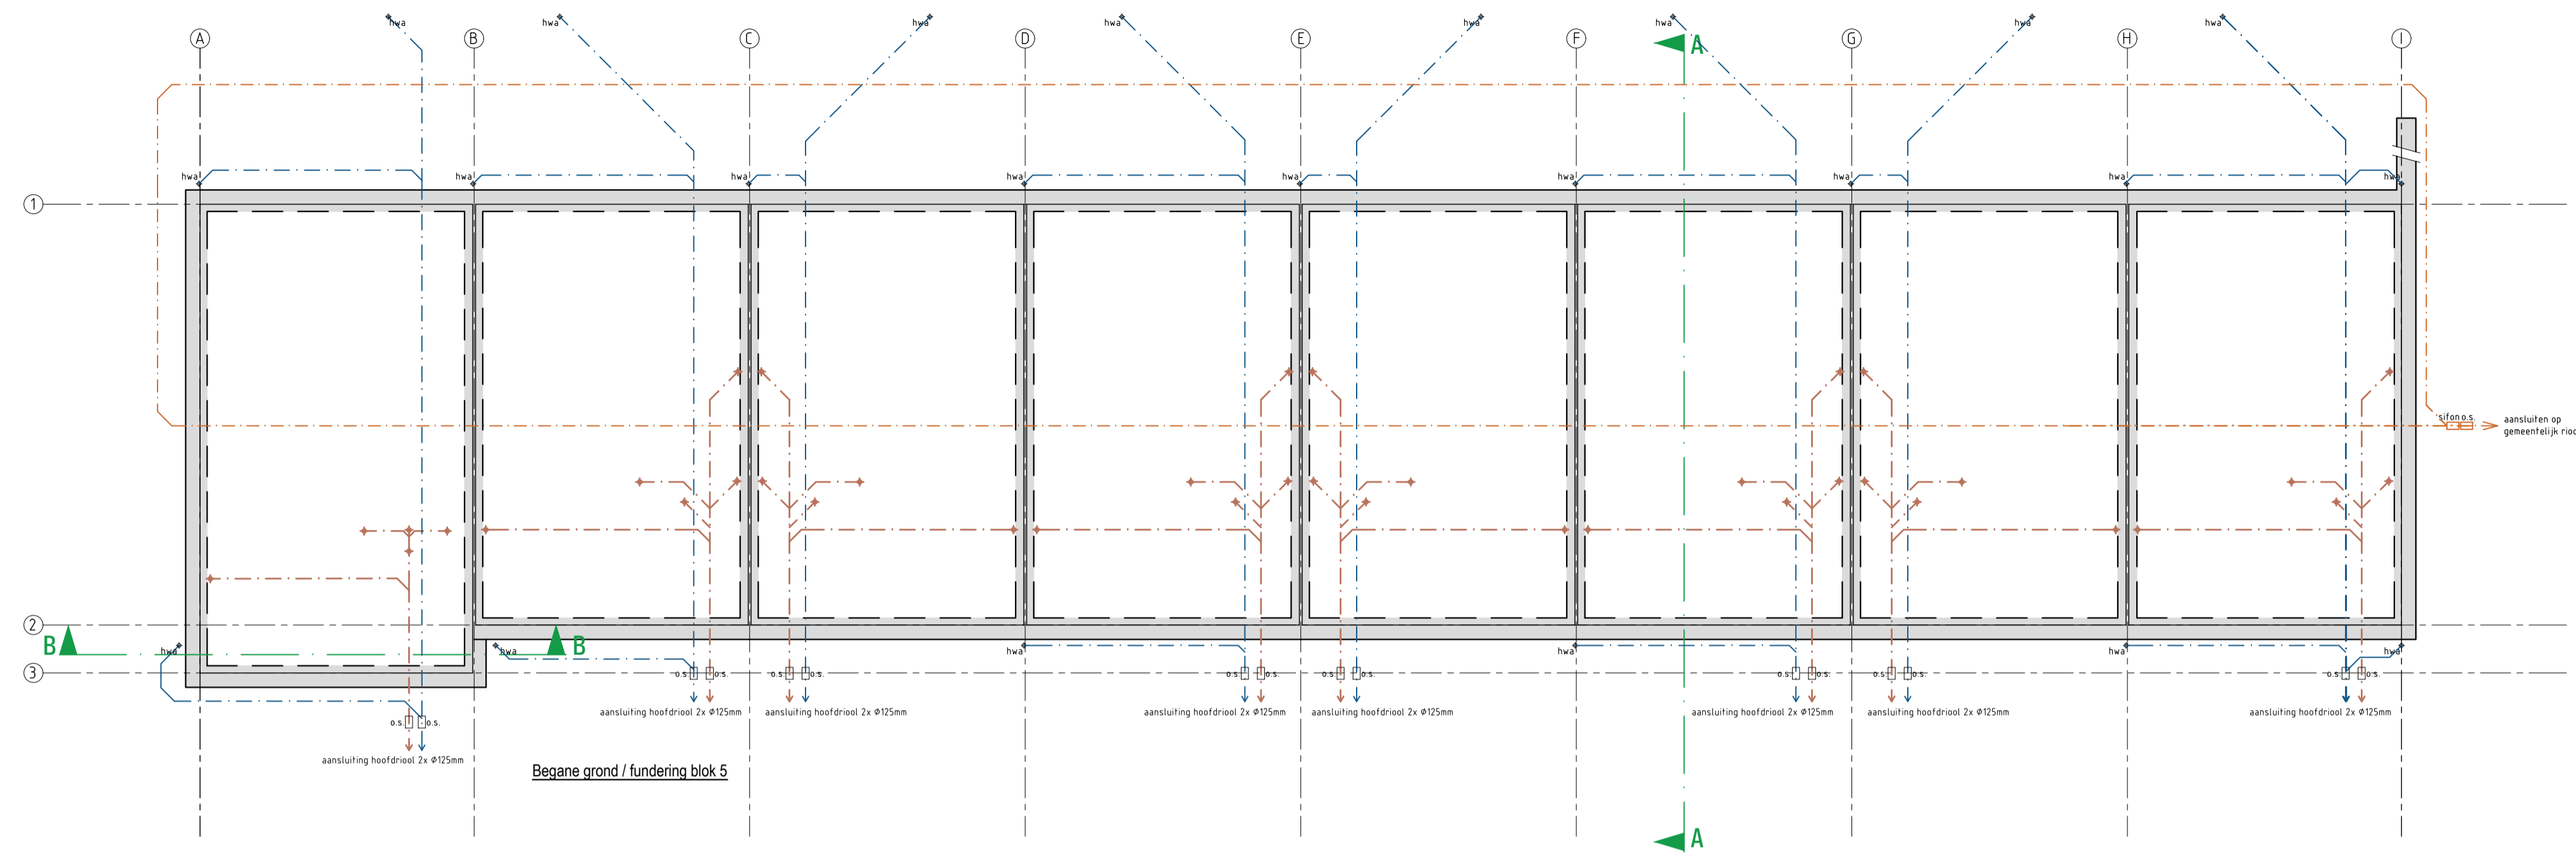 hwa hwa hwa hwa hwa hwa hwa hwa
A B C D E F A G H I
hwa hwa hwa hwa hwa hwa hwa hwa hwa
1
sifon o.s. aansluiten op
gemeentelijk
2
B B
hwa hwa hwa hwa hwa hwa
3
o.s. o.s. o.s. o.s. o.s. o.s. o.s. o.s. o.s. o.s. o.s. o.s. o.s. o.s.
aansluiting hoofdriool 2x Ø125mm aansluiting hoofdriool 2x Ø125mm aansluiting hoofdriool 2x Ø125mm aansluiting hoofdriool 2x Ø125mm aansluiting hoofdriool 2x Ø125mm aansluiting hoofdriool 2x Ø125mm aansluiting hoofdriool 2x Ø125mm
o.s. o.s.
aansluiting hoofdriool 2x Ø125mm
Begane grond / fundering blok 5
A